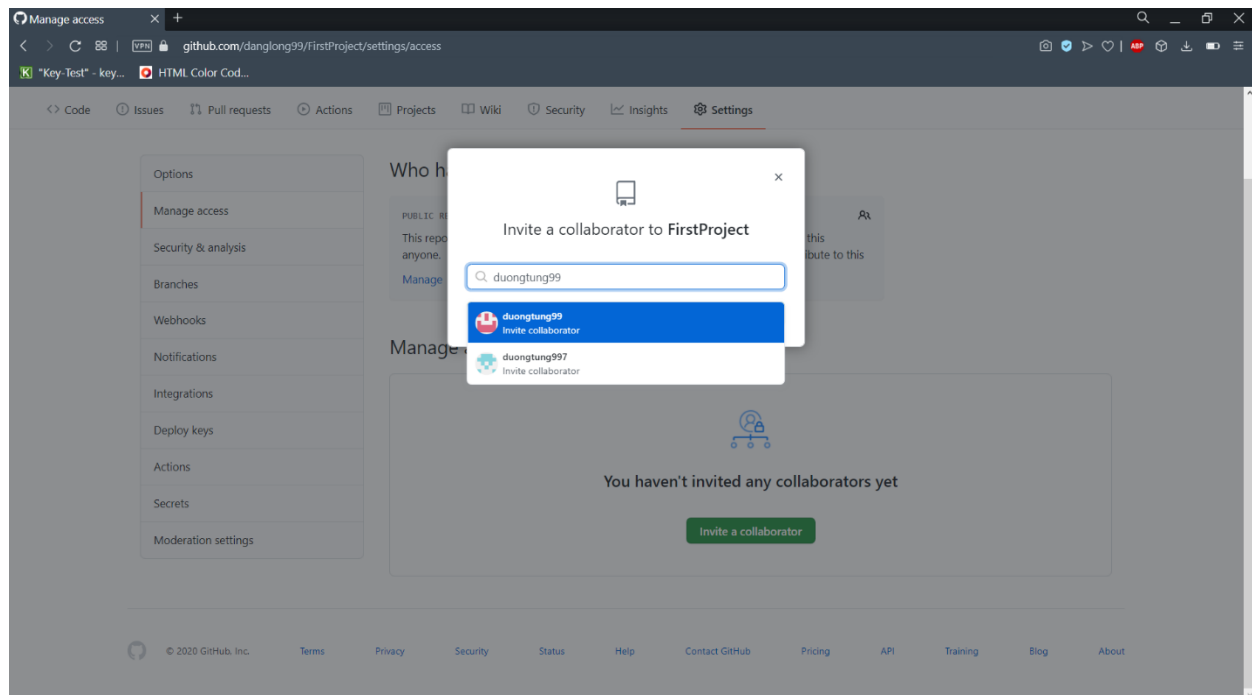 Manage access
VPN github.com/danglong99/FirstProject/settings/access
ABP
K "Key-Test" - key... HTML Color Cod...
<> Code Issues Pull requests Actions Projects Wiki Security Insights Settings
Options
Manage access
Security & analysis
Branches
Webhooks
Notifications
Integrations
Deploy keys
Actions
Secrets
Moderation settings
Who h
PUBLIC RE
This repo
anyone.
Manage
this
ibute to this
Invite a collaborator to FirstProject
duongtung99
duongtung99
Invite collaborator
duongtung997
Invite collaborator
Manage
You haven't invited any collaborators yet
Invite a collaborator
© 2020 GitHub, Inc. Terms Privacy Security Status Help Contact GitHub Pricing API Training Blog About